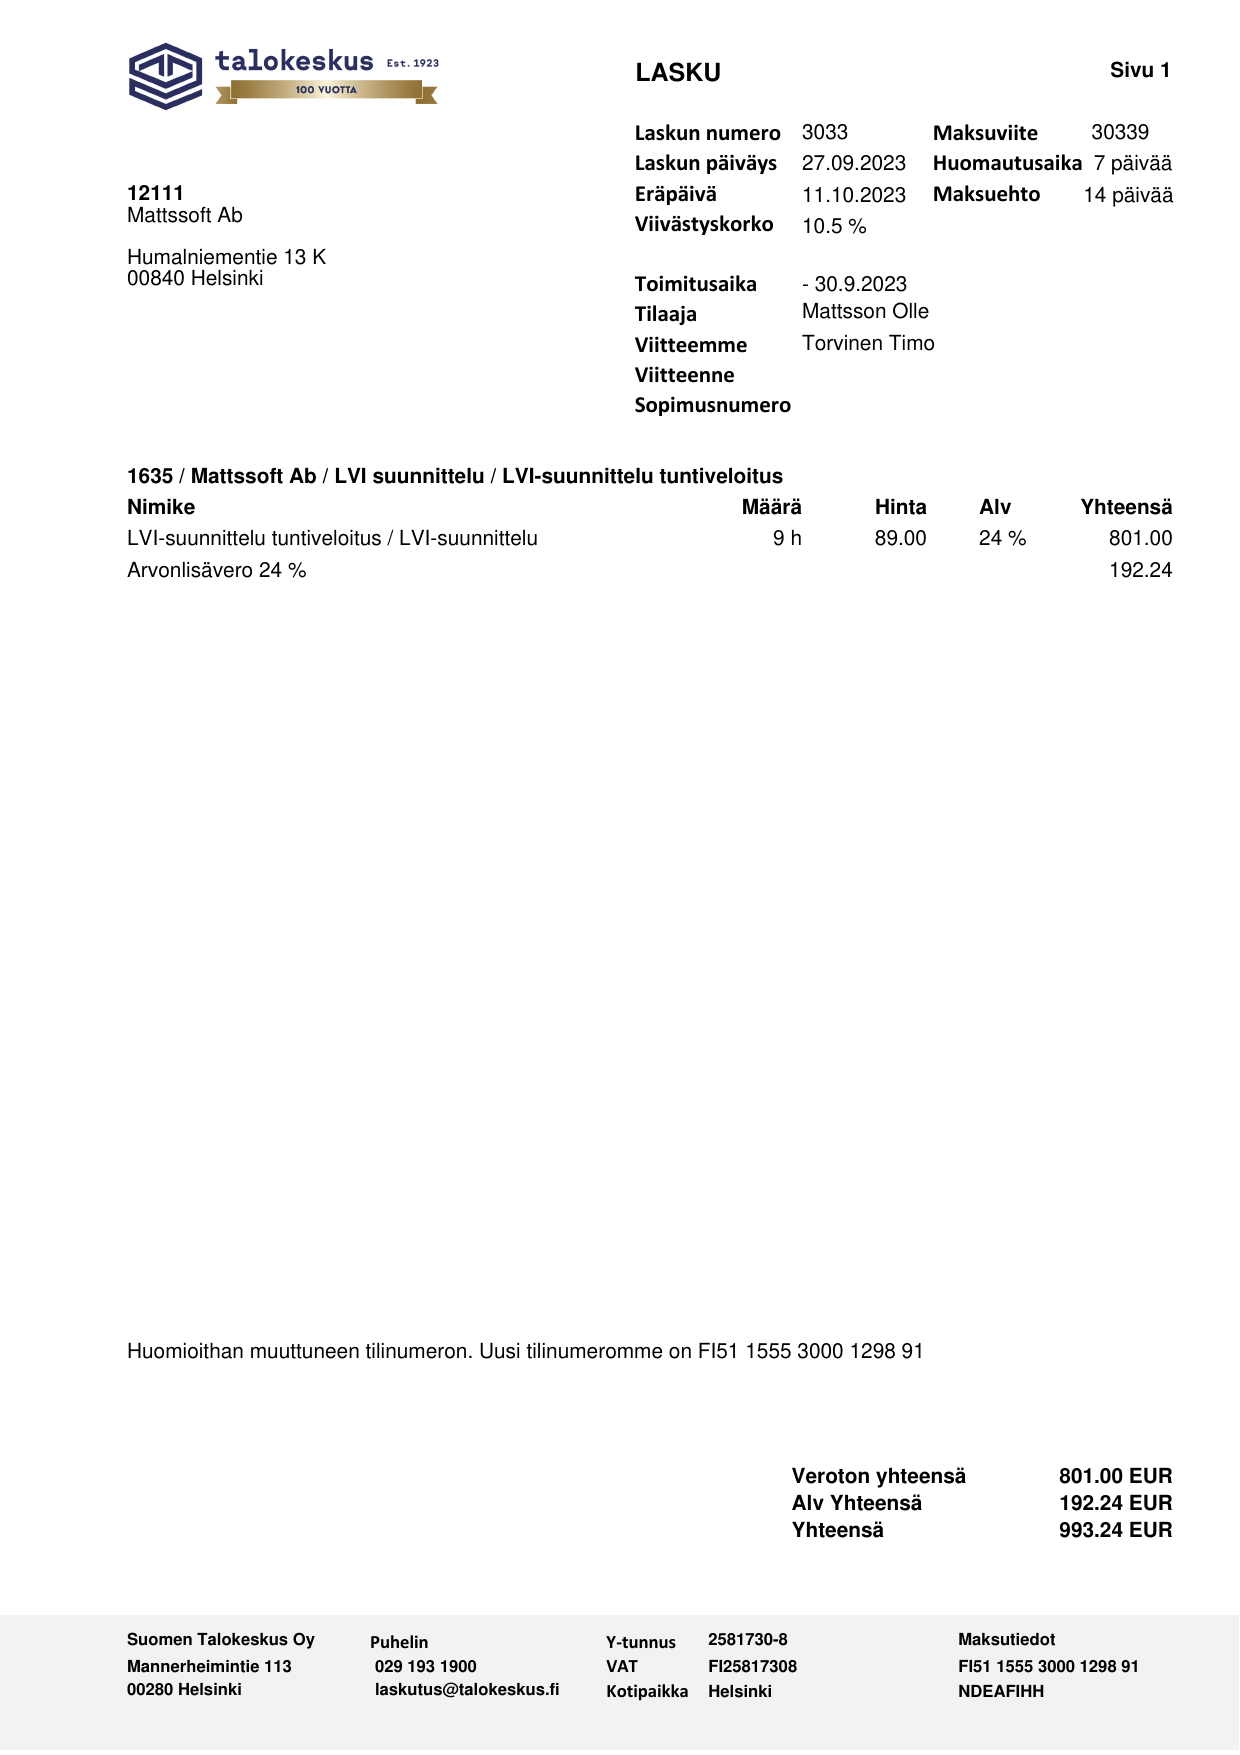 talokeskus Est. 1923
100 VUOTTA
LASKU
Sivu 1
Laskun numero 3033 Maksuviite 30339
Laskun päiväys 27.09.2023 Huomautusaika 7 päivää
Eräpäivä 11.10.2023 Maksuehto 14 päivää
Viivästyskorko 10.5 %
12111
Mattssoft Ab
Humalniementie 13 K
00840 Helsinki
Toimitusaika - 30.9.2023
Tilaaja Mattsson Olle
Viitteemme Torvinen Timo
Viitteenne
Sopimusnumero
1635 / Mattssoft Ab / LVI suunnittelu / LVI-suunnittelu tuntiveloitus
Nimike Määrä Hinta Alv Yhteensä
LVI-suunnittelu tuntiveloitus / LVI-suunnittelu 9 h 89.00 24 % 801.00
Arvonlisävero 24 % 192.24
Huomioithan muuttuneen tilinumeron. Uusi tilinumeromme on FI51 1555 3000 1298 91
Veroton yhteensä 801.00 EUR
Alv Yhteensä 192.24 EUR
Yhteensä 993.24 EUR
Suomen Talokeskus Oy Puhelin Y-tunnus 2581730-8 Maksutiedot
Mannerheimintie 113 029 193 1900 VAT FI25817308 FI51 1555 3000 1298 91
00280 Helsinki laskutus@talokeskus.fi Kotipaikka Helsinki NDEAFIHH